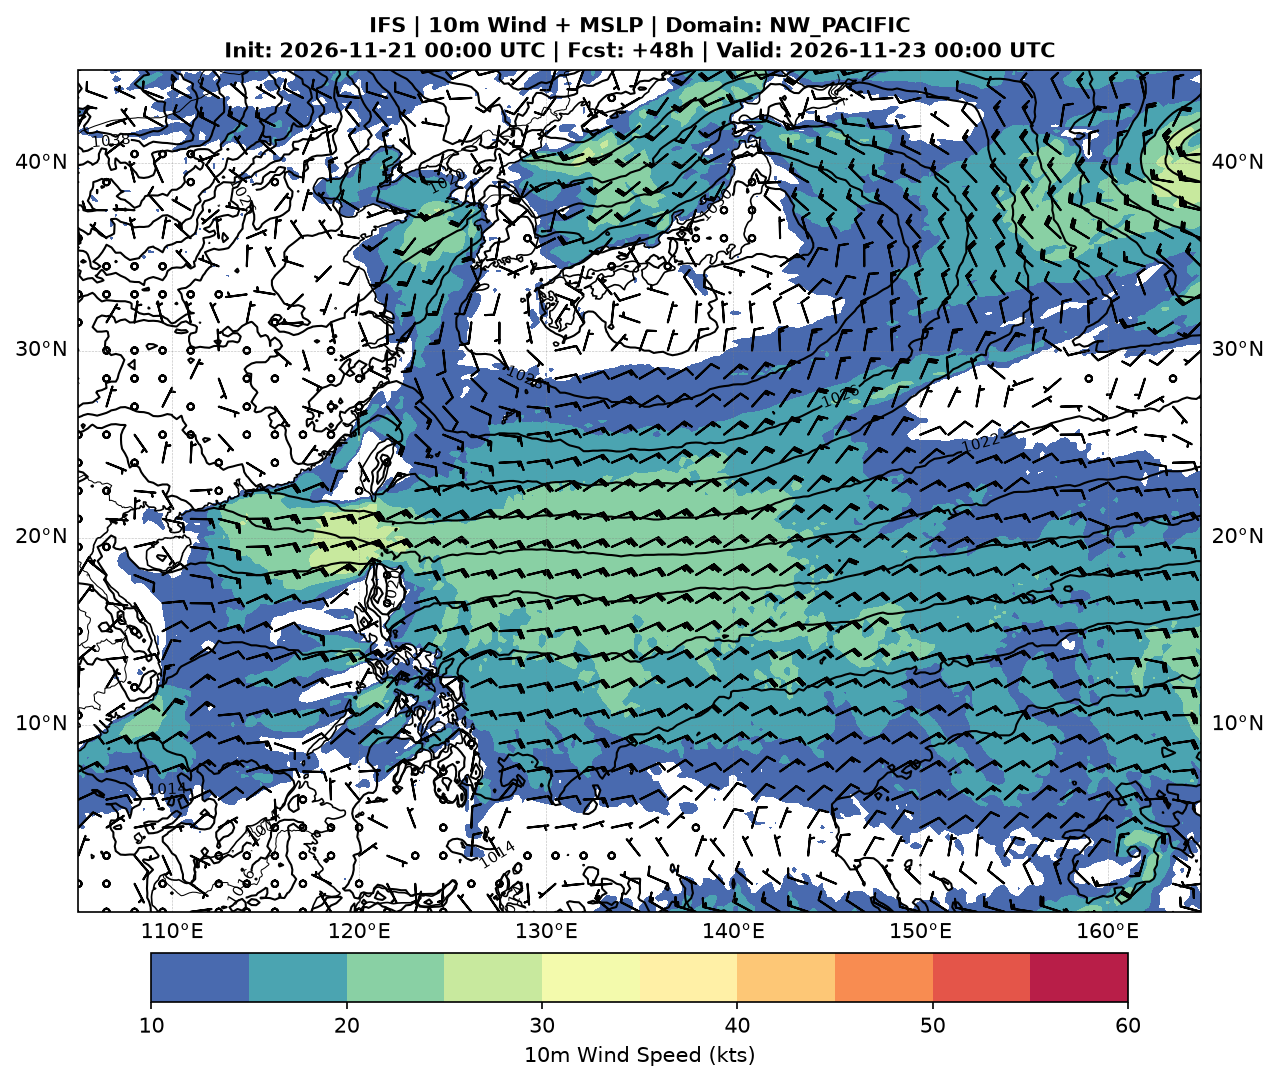 IFS | 10m Wind + MSLP | Domain: NW_PACIFIC
Init: 2026-11-21 00:00 UTC | Fcst: +48h | Valid: 2026-11-23 00:00 UTC
40°N
40°N
30°N
30°N
20°N
20°N
10°N
10°N
1022
1014
1014
110°E
120°E
130°E
140°E
150°E
160°E
10
20
30
40
50
60
10m Wind Speed (kts)